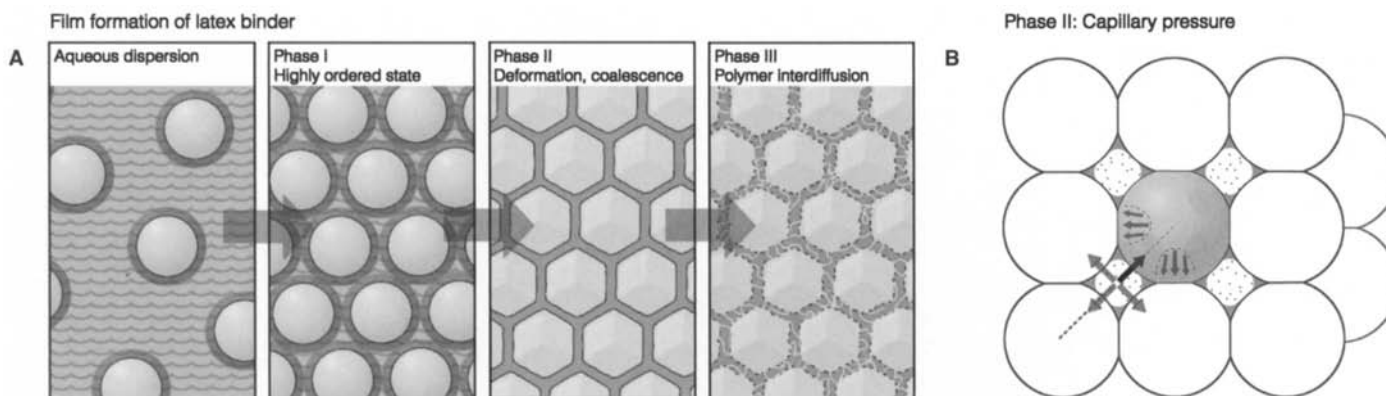 Film formation of latex binder
A
Aqueous dispersion
Phase I
Highly ordered state
Phase II
Deformation, coalescence
Phase III
Polymer interdiffusion
Phase II: Capillary pressure
B